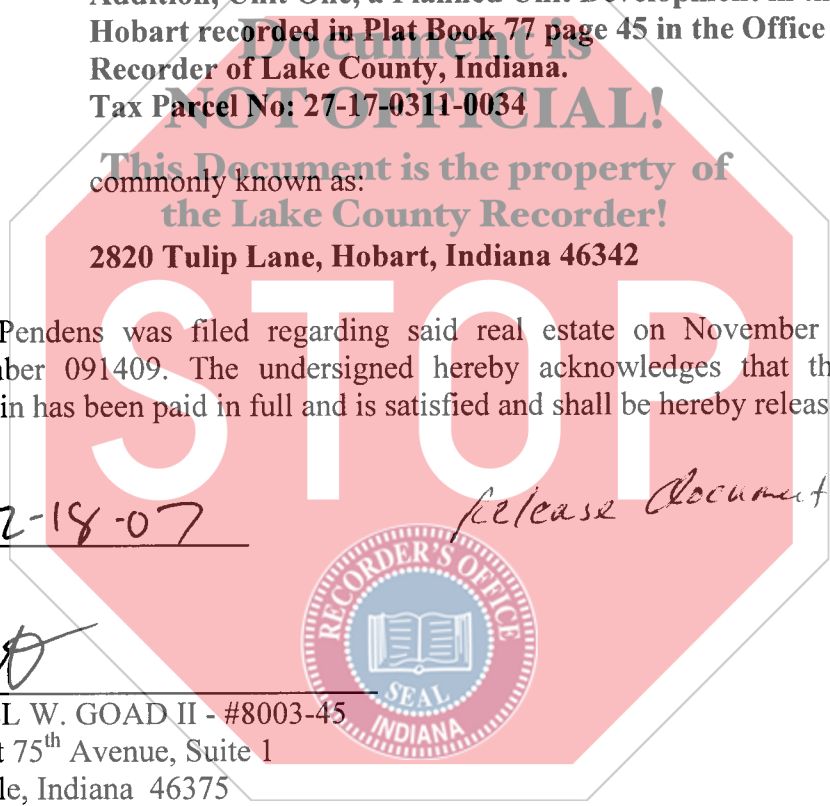 Addition, Unit One, a Planned Unit Development in th
Hobart recorded in Plat Book 77 page 45 in the Office
Recorder of Lake County, Indiana.
Tax Parcel No: 27-17-0311-0034
commonly known as:
2820 Tulip Lane, Hobart, Indiana 46342
Document is
NOT OFFICIAL!
This Document is the property of
the Lake County Recorder!
STOP
Pendens was filed regarding said real estate on November
ber 091409. The undersigned hereby acknowledges that th
in has been paid in full and is satisfied and shall be hereby releas
2-18-07
Release Document
RECORDER'S OFFICE
SEAL
INDIANA
L W. GOAD II - #8003-45
t 75th Avenue, Suite 1
le, Indiana 46375